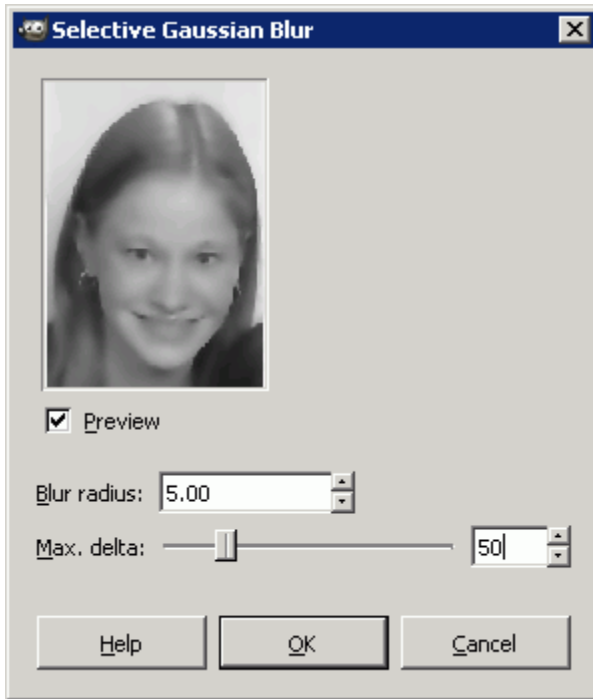 Selective Gaussian Blur
Preview
Blur radius: 5.00
Max. delta: 50
Help OK Cancel